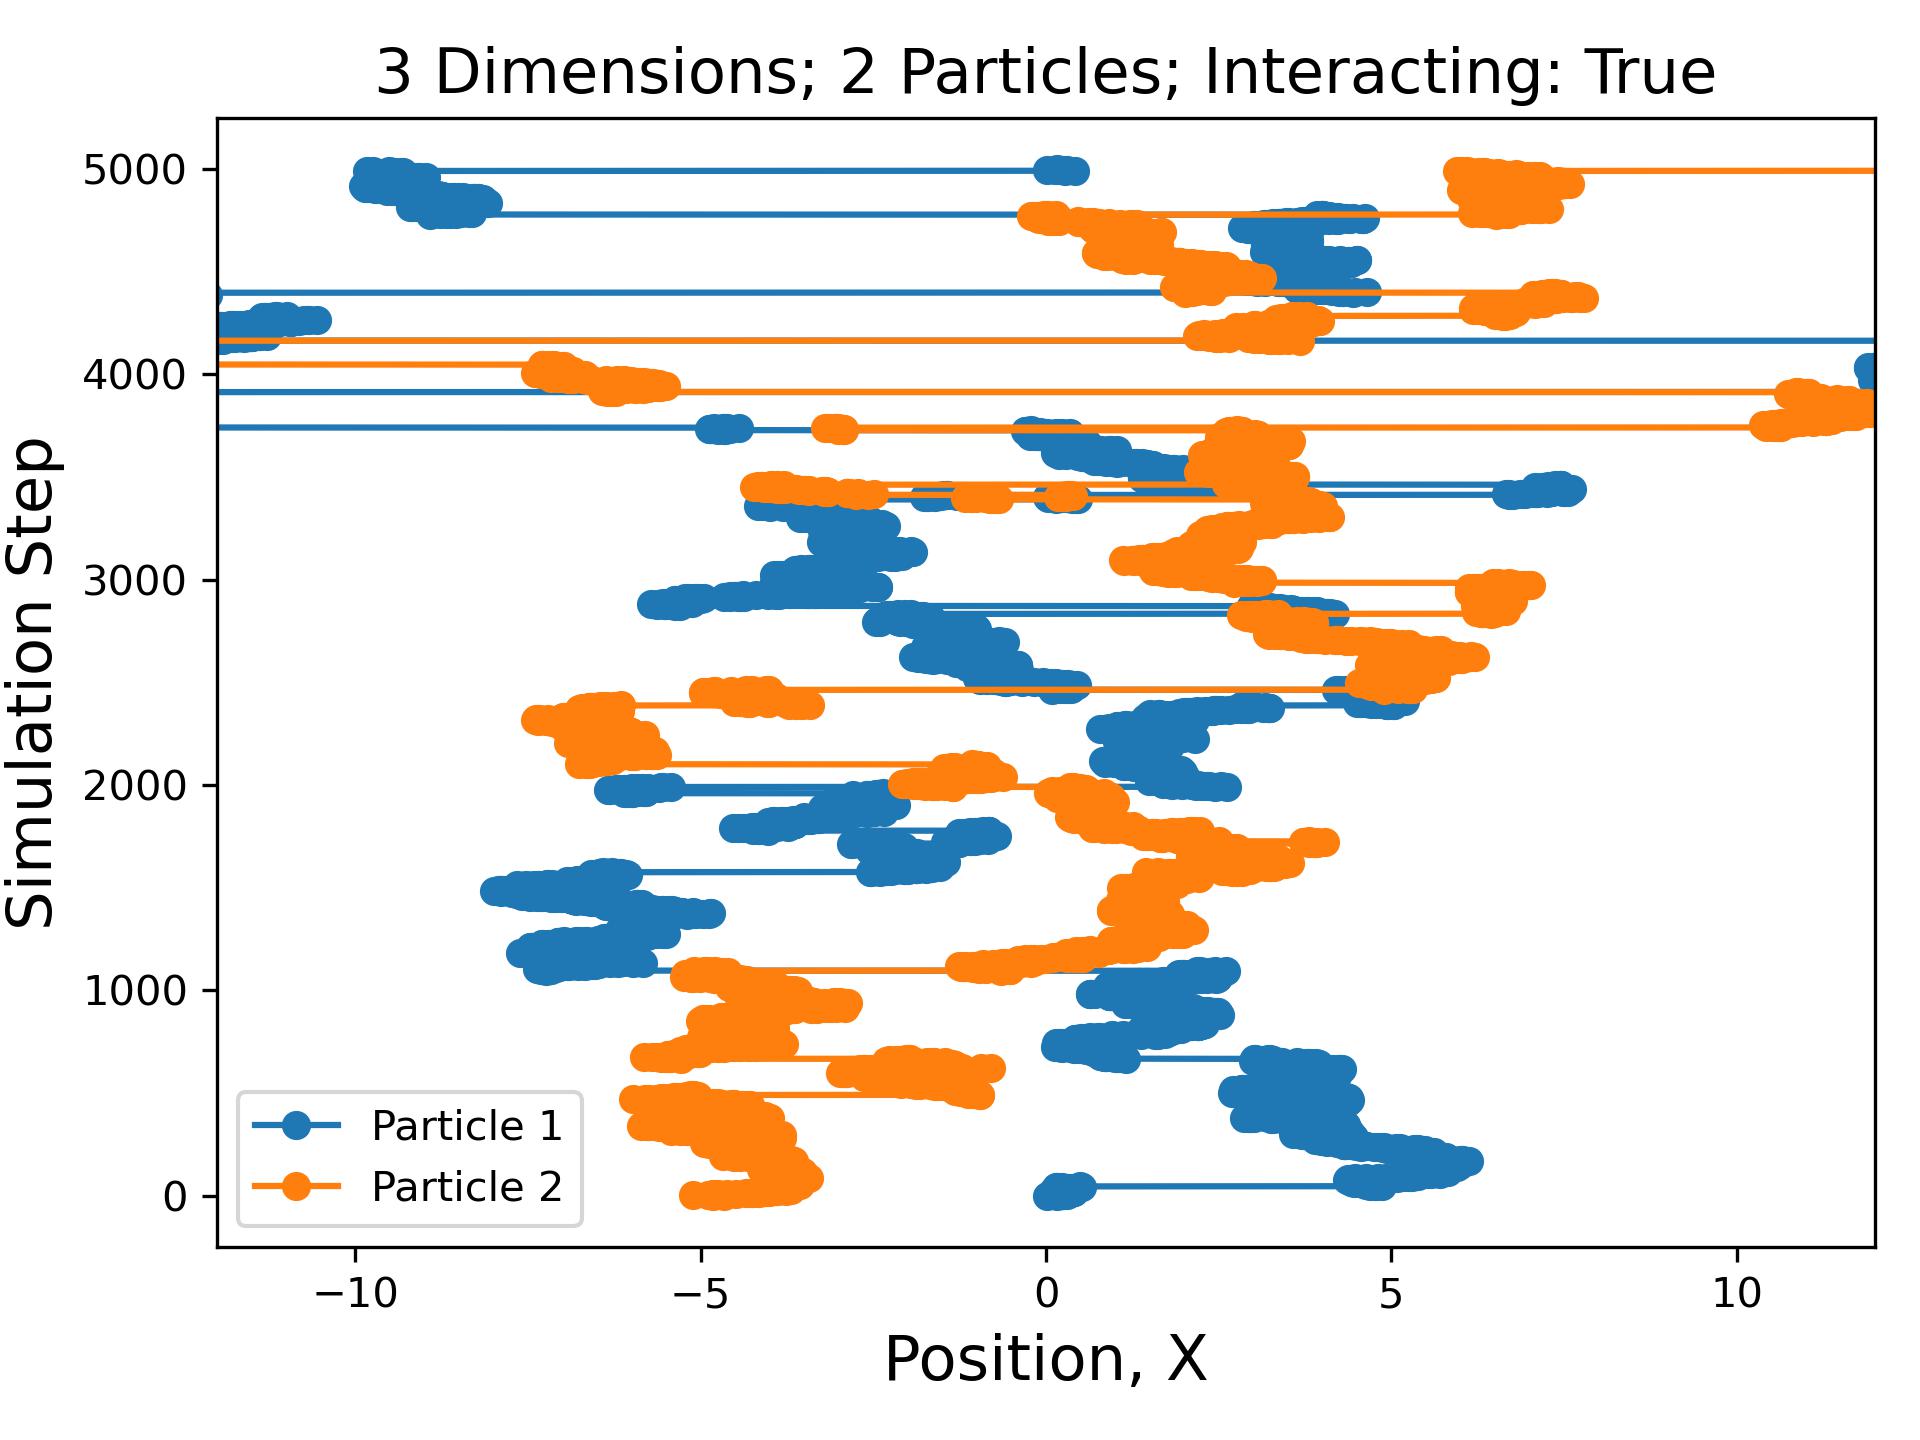 3 Dimensions; 2 Particles; Interacting: True
Simulation Step
5000
4000
3000
2000
1000
0
Particle 1
Particle 2
−10
−5
0
5
10
Position, X